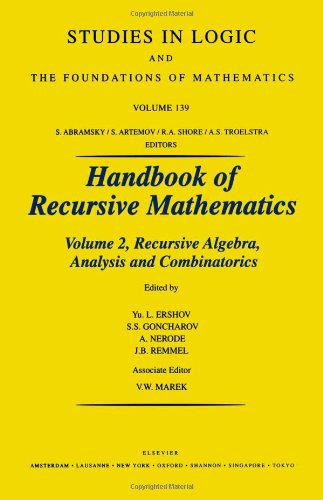 STUDIES IN LOGIC
AND
THE FOUNDATIONS OF MATHEMATICS
VOLUME 139
S. ABRAMSKY / S. ARTEMOV / R.A. SHORE / A.S. TROELSTRA
EDITORS
Handbook of
Recursive Mathematics
Volume 2, Recursive Algebra,
Analysis and Combinatorics
Edited by
Yu. L. ERSHOV
S.S. GONCHAROV
A. NERODE
J.B. REMMEL
Associate Editor
V.W. MAREK
ELSEVIER
AMSTERDAM • LAUSANNE • NEW YORK • OXFORD • SHANNON • SINGAPORE • TOKYO